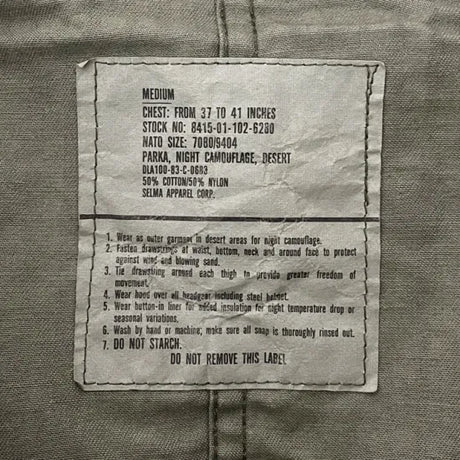 MEDIUM
CHEST: FROM 37 TO 41 INCHES
STOCK NO: 8415-01-102-6280
NATO SIZE: 7080/9404
PARKA, NIGHT CAMOUFLAGE, DESERT
DLA100-83-C-0683
50% COTTON/50% NYLON
SELMA APPAREL CORP.
1. Wear as outer garment in desert areas for night camouflage.
2. Fasten drawstrings at waist, bottom, neck and around face to protect
against wind and blowing sand.
3. Tie drawstring around each thigh to provide greater freedom of
movement.
4. Wear hood over all headgear including steel helmet.
5. Wear button-in liner for added insulation for night temperature drop or
seasonal variations.
6. Wash by hand or machine; make sure all soap is thoroughly rinsed out.
7. DO NOT STARCH.
DO NOT REMOVE THIS LABEL